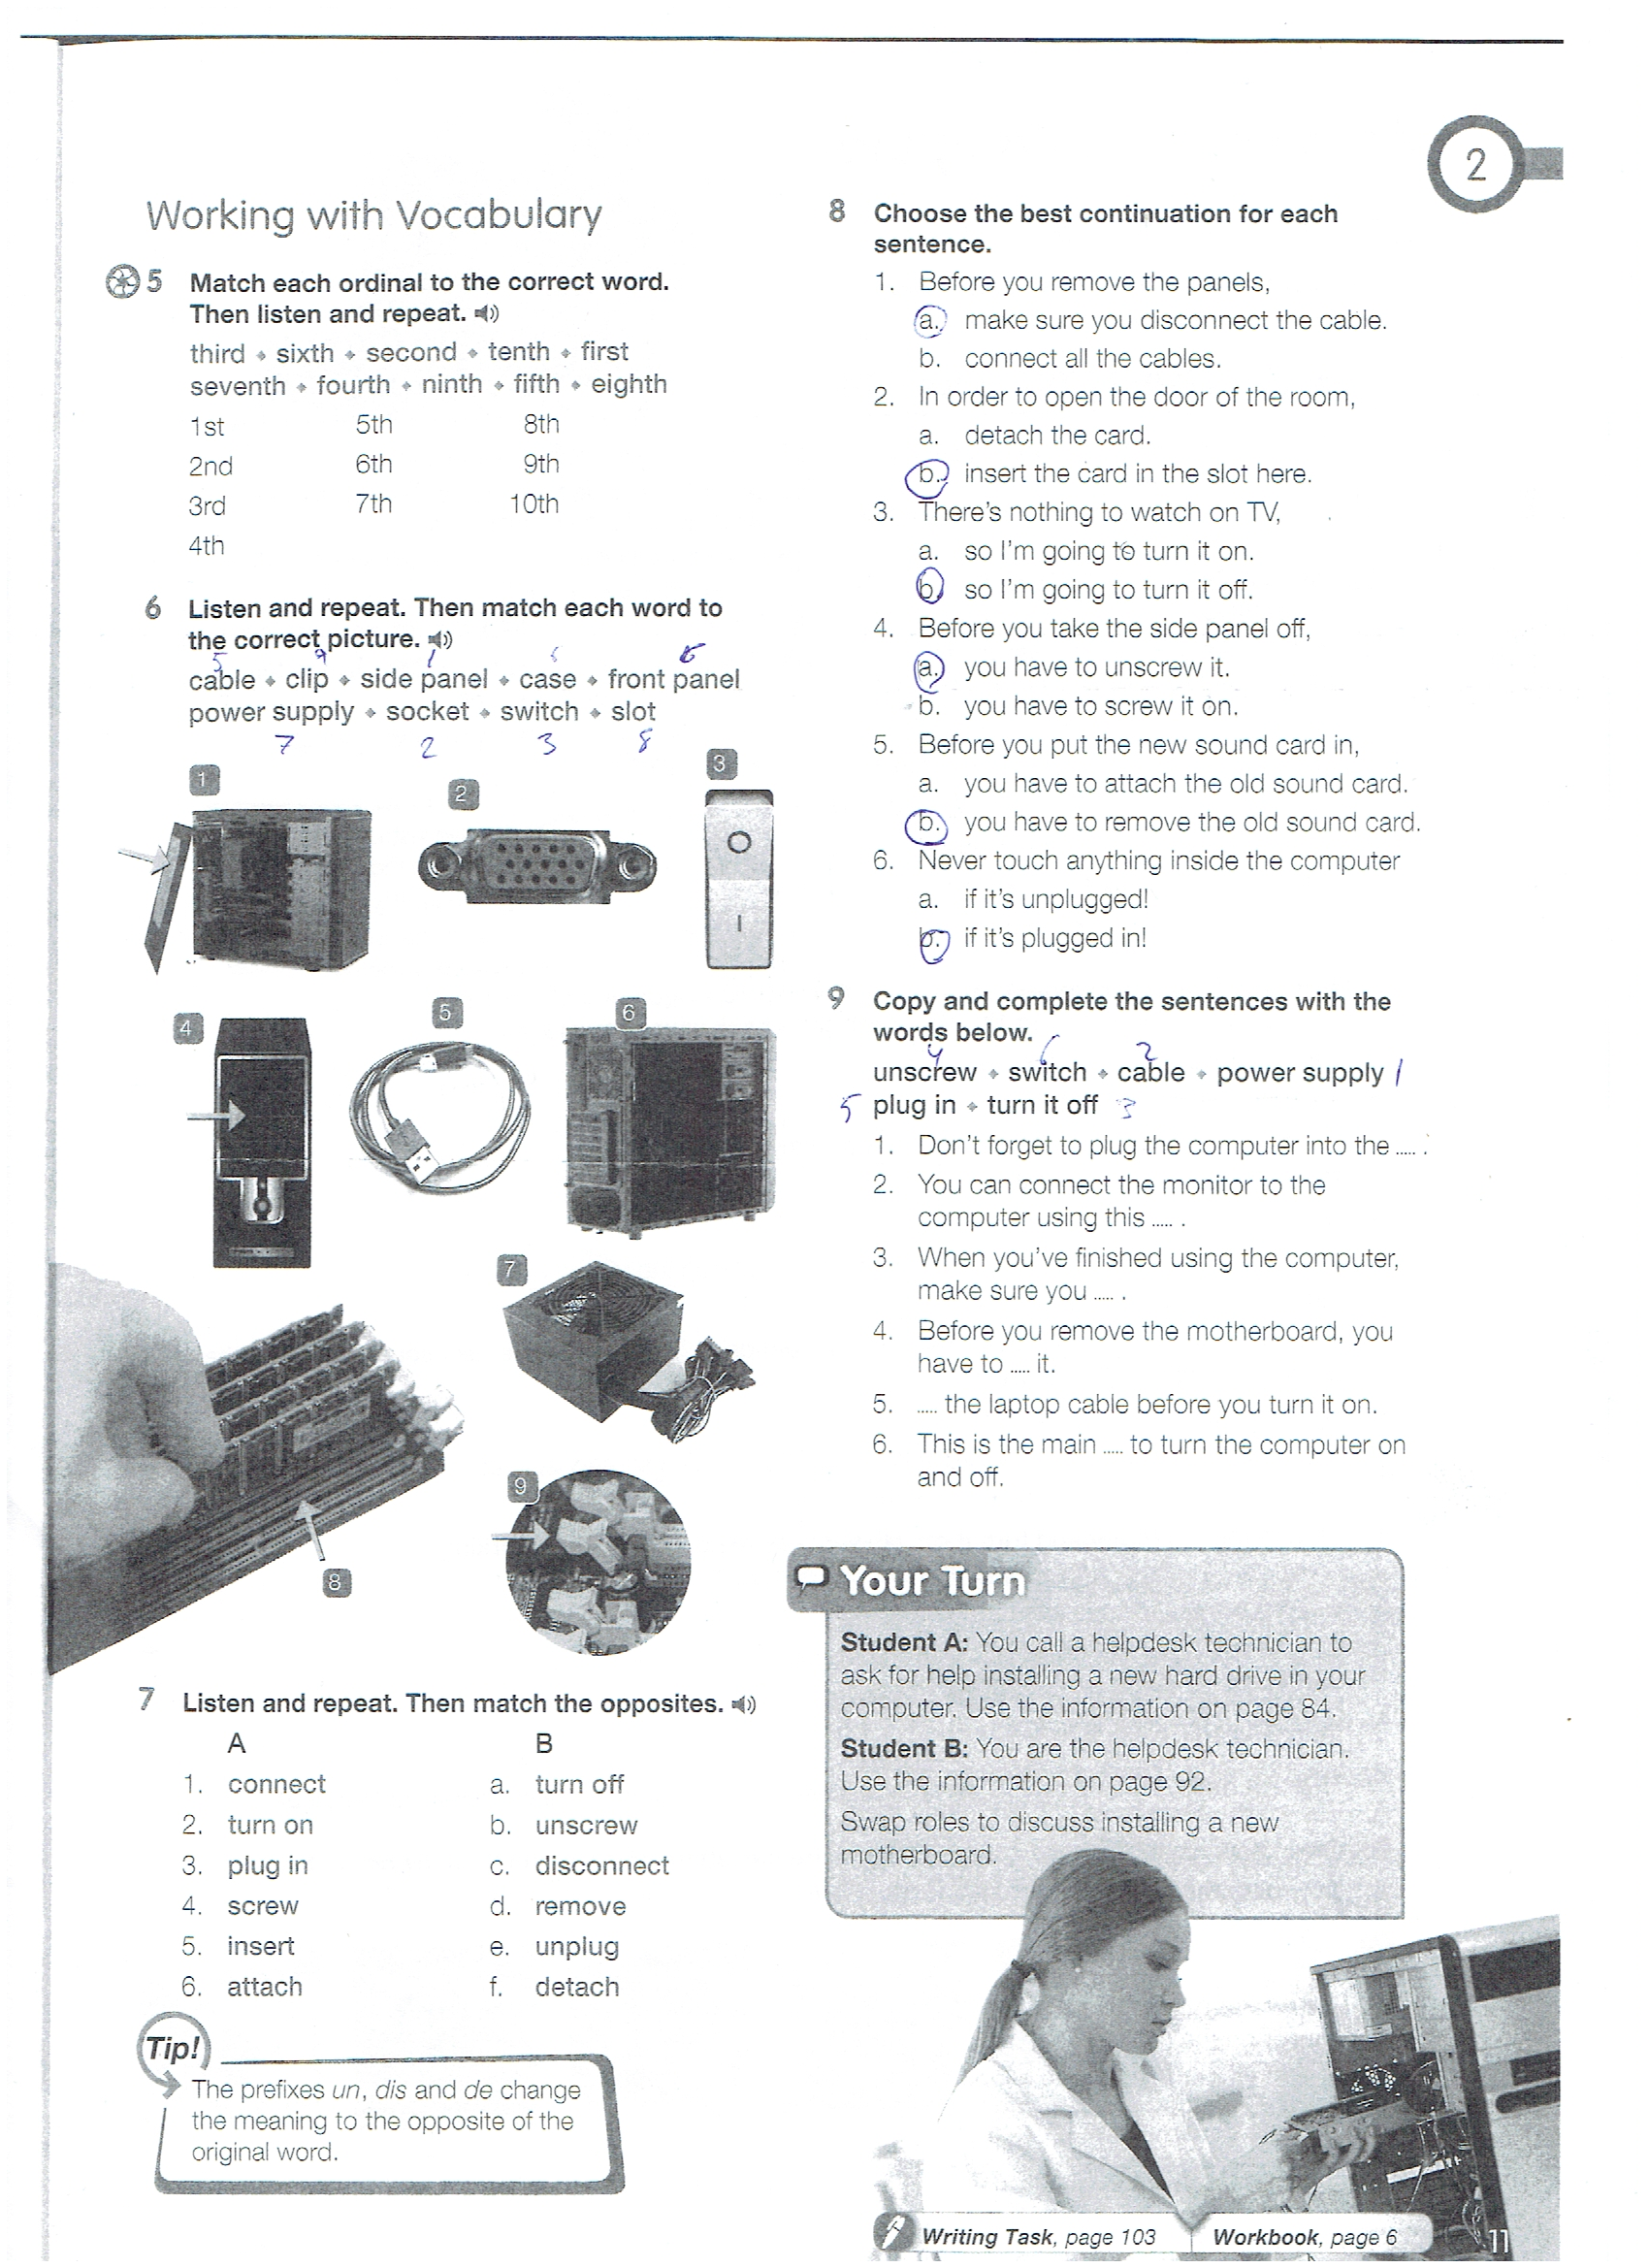 2
Working with Vocabulary
5 Match each ordinal to the correct word.
Then listen and repeat.
third • sixth • second • tenth • first
seventh • fourth • ninth • fifth • eighth
1st 5th 8th
2nd 6th 9th
3rd 7th 10th
4th
6 Listen and repeat. Then match each word to
the correct picture.
5 9 1
cable • clip • side panel • case • front panel
power supply • socket • switch • slot
7 2 3 8
1 2 3
4 5 6
7
8
9
7 Listen and repeat. Then match the opposites.
A B
1. connect a. turn off
2. turn on b. unscrew
3. plug in c. disconnect
4. screw d. remove
5. insert e. unplug
6. attach f. detach
Tip!
The prefixes un, dis and de change
the meaning to the opposite of the
original word.
8 Choose the best continuation for each
sentence.
1. Before you remove the panels,
a. make sure you disconnect the cable.
b. connect all the cables.
2. In order to open the door of the room,
a. detach the card.
b. insert the card in the slot here.
3. There's nothing to watch on TV,
a. so I'm going to turn it on.
b. so I'm going to turn it off.
4. Before you take the side panel off,
a. you have to unscrew it.
b. you have to screw it on.
5. Before you put the new sound card in,
a. you have to attach the old sound card.
b. you have to remove the old sound card.
6. Never touch anything inside the computer
a. if it's unplugged!
b. if it's plugged in!
9 Copy and complete the sentences with the
words below.
4 6 2
unscrew • switch • cable • power supply 1
5 plug in • turn it off 3
1. Don't forget to plug the computer into the ..... .
2. You can connect the monitor to the
computer using this ..... .
3. When you've finished using the computer,
make sure you ..... .
4. Before you remove the motherboard, you
have to ..... it.
5. ..... the laptop cable before you turn it on.
6. This is the main ..... to turn the computer on
and off.
Your Turn
Student A: You call a helpdesk technician to
ask for help installing a new hard drive in your
computer. Use the information on page 84.
Student B: You are the helpdesk technician.
Use the information on page 92.
Swap roles to discuss installing a new
motherboard.
Writing Task, page 103 Workbook, page 6 11